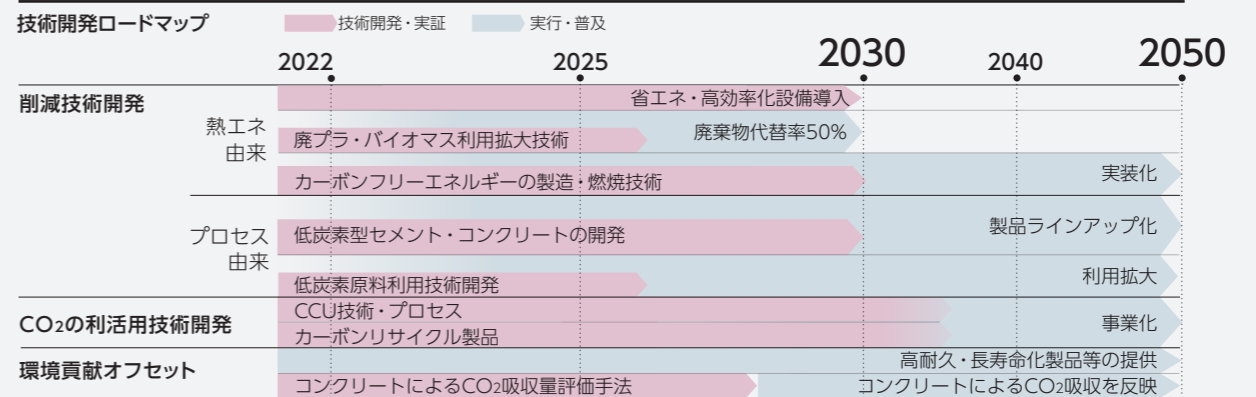 技術開発ロードマップ
技術開発・実証
実行・普及
2022
2025
2030
2040
2050
削減技術開発
熱エネ
由来
省エネ・高効率化設備導入
廃プラ・バイオマス利用拡大技術
廃棄物代替率50%
カーボンフリーエネルギーの製造・燃焼技術
実装化
プロセス
由来
低炭素型セメント・コンクリートの開発
製品ラインアップ化
低炭素原料利用技術開発
利用拡大
CO2の利活用技術開発
CCU技術・プロセス
カーボンリサイクル製品
事業化
環境貢献オフセット
高耐久・長寿命化製品等の提供
コンクリートによるCO2吸収量評価手法
コンクリートによるCO2吸収を反映